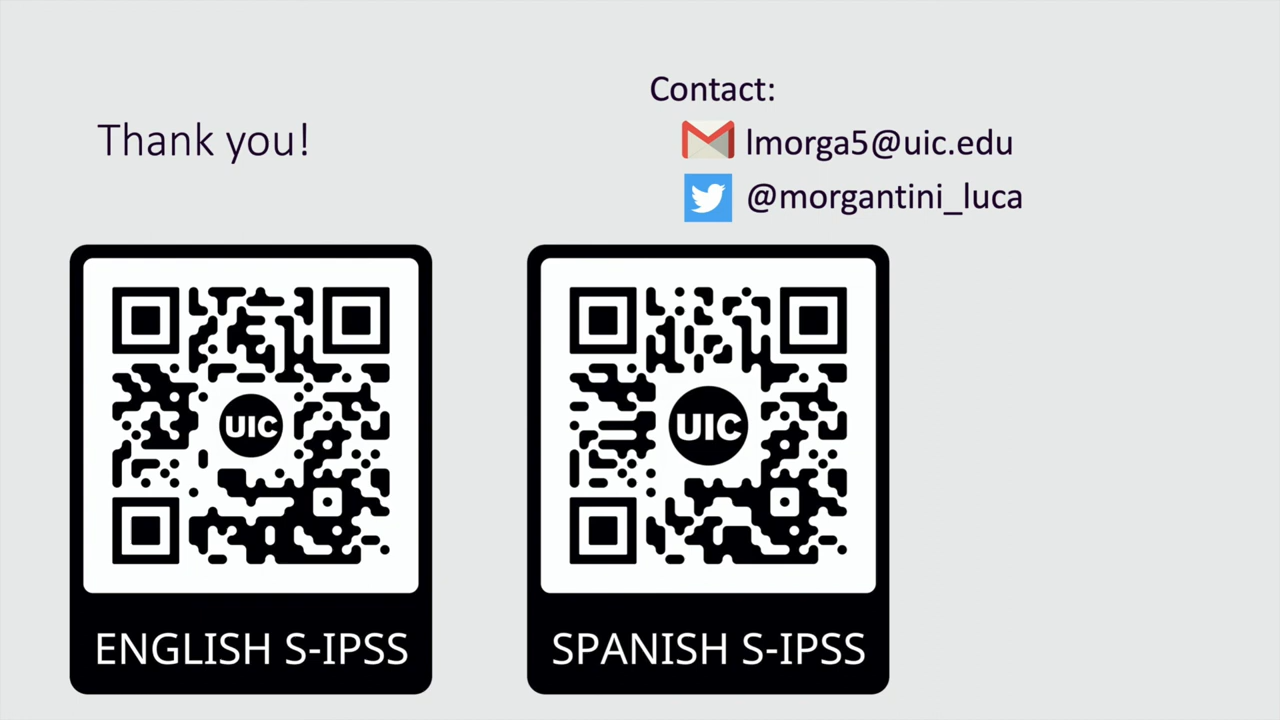 Thank you!
Contact:
lmorga5@uic.edu
@morgantini_luca
UIC
UIC
ENGLISH S-IPSS
SPANISH S-IPSS